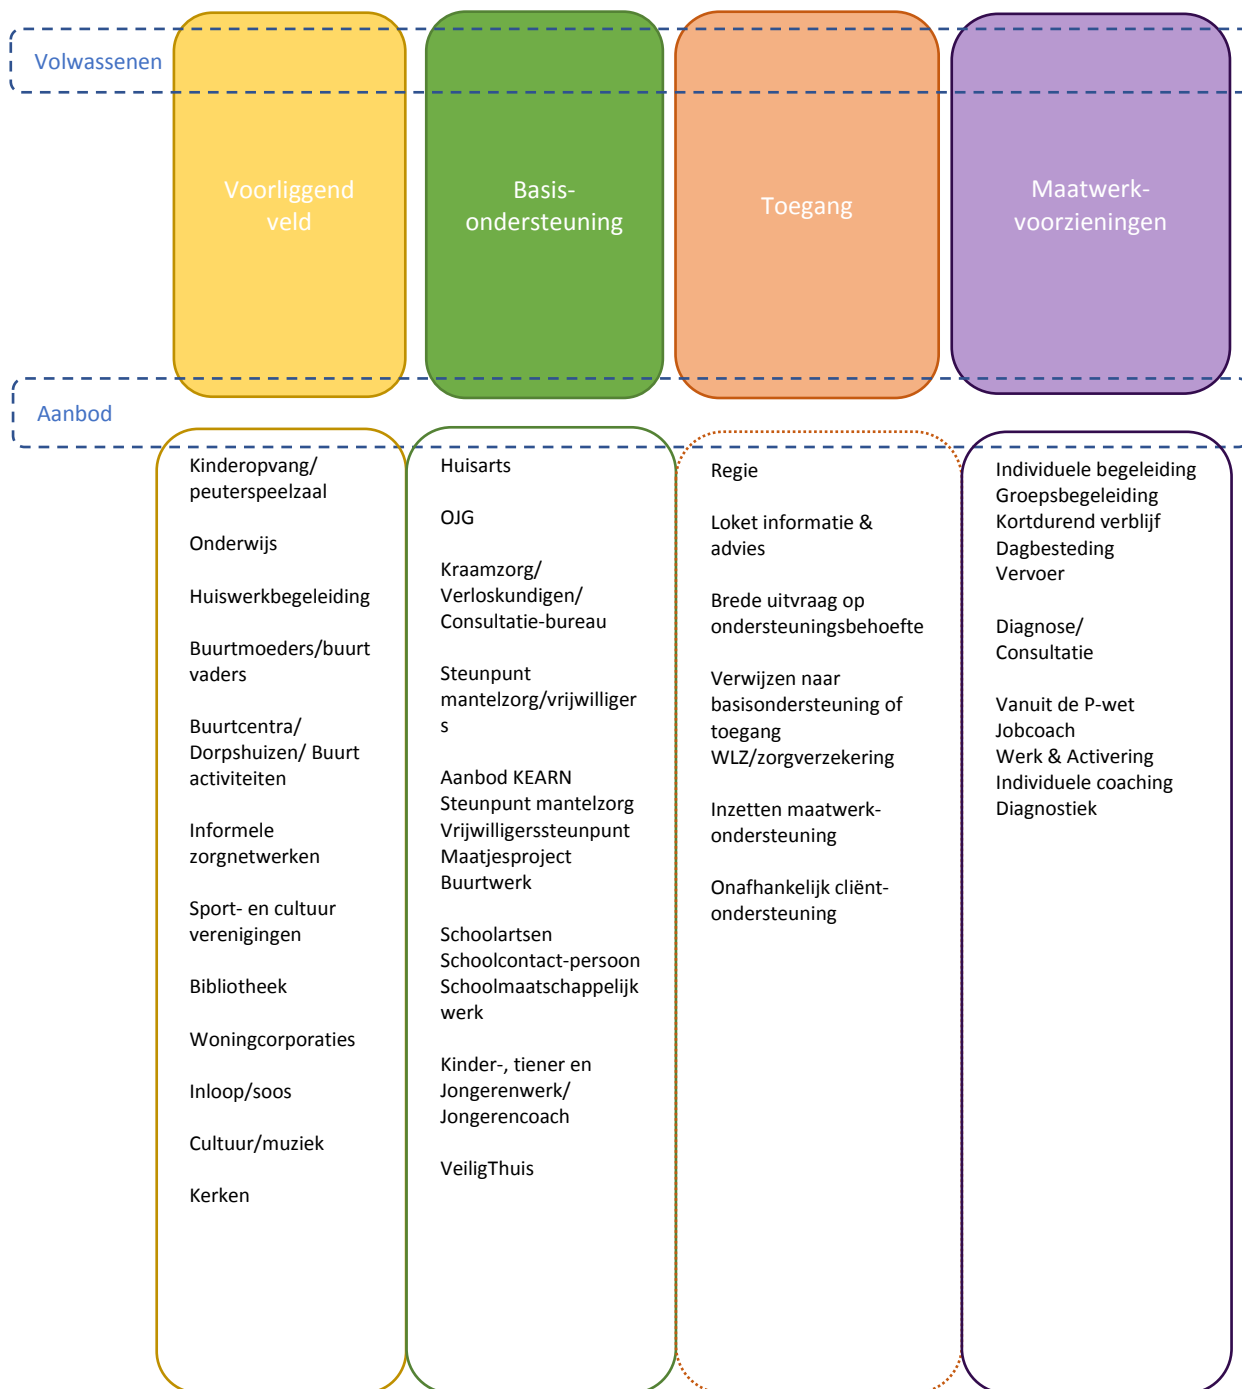 Volwassenen
Voorliggend
veld
Basis-
ondersteuning
Toegang
Maatwerk-
voorzieningen
Aanbod
Kinderopvang/
peuterspeelzaal
Onderwijs
Huiswerkbegeleiding
Buurtmoeders/buurt
vaders
Buurtcentra/
Dorpshuizen/ Buurt
activiteiten
Informele
zorgnetwerken
Sport- en cultuur
verenigingen
Bibliotheek
Woningcorporaties
Inloop/soos
Cultuur/muziek
Kerken
Huisarts
OJG
Kraamzorg/
Verloskundigen/
Consultatie-bureau
Steunpunt
mantelzorg/vrijwilliger
s
Aanbod KEARN
Steunpunt mantelzorg
Vrijwilligerssteunpunt
Maatjesproject
Buurtwerk
Schoolartsen
Schoolcontact-persoon
Schoolmaatschappelijk
werk
Kinder-, tiener en
Jongerenwerk/
Jongerencoach
VeiligThuis
Regie
Loket informatie &
advies
Brede uitvraag op
ondersteuningsbehoefte
Verwijzen naar
basisondersteuning of
toegang
WLZ/zorgverzekering
Inzetten maatwerk-
ondersteuning
Onafhankelijk cliënt-
ondersteuning
Individuele begeleiding
Groepsbegeleiding
Kortdurend verblijf
Dagbesteding
Vervoer
Diagnose/
Consultatie
Vanuit de P-wet
Jobcoach
Werk & Activering
Individuele coaching
Diagnostiek